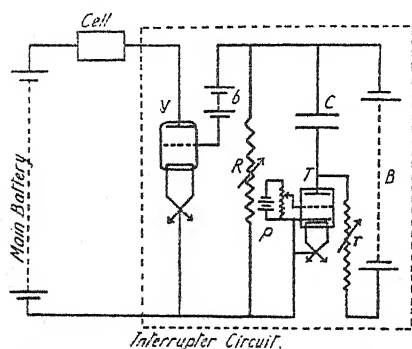 Cell
Y
b
C
R
T
B
P
r
Main Battery
Interrupter Circuit.